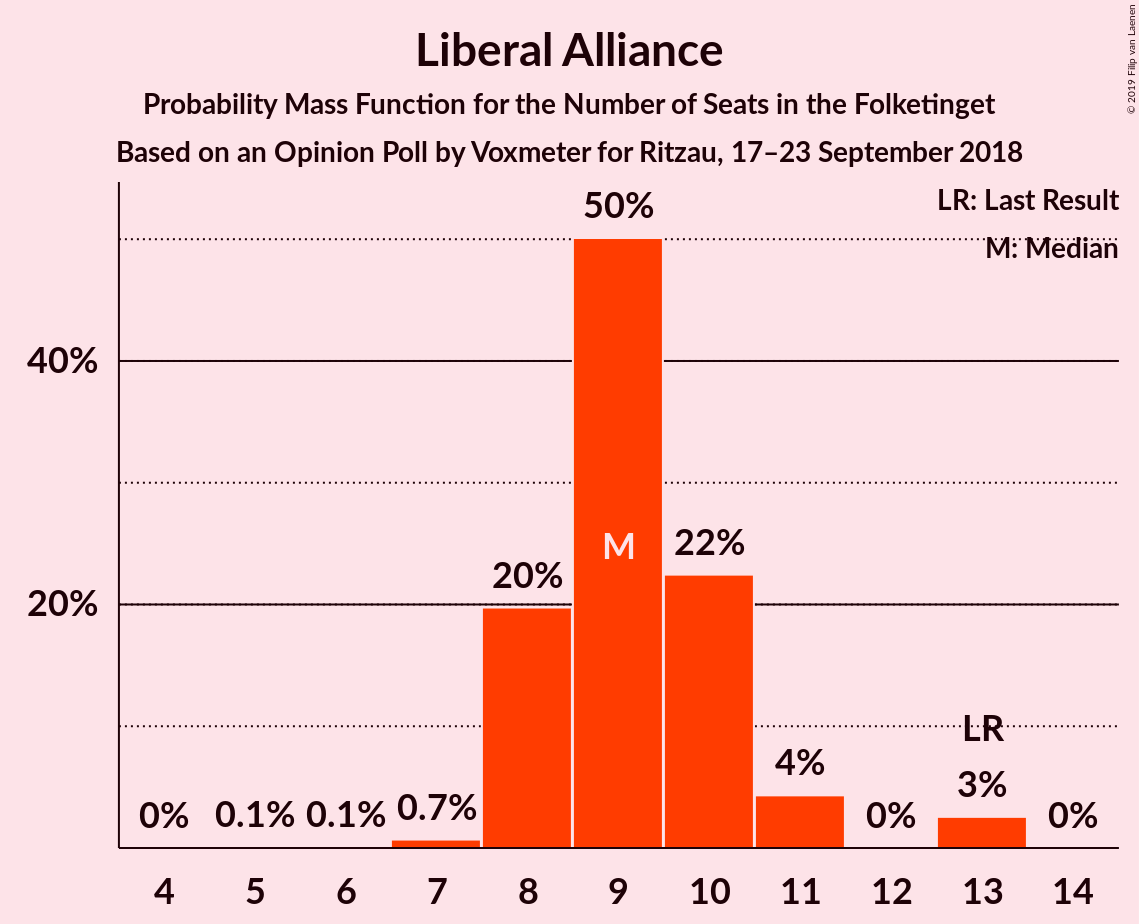 Liberal Alliance
Probability Mass Function for the Number of Seats in the Folketinget
Based on an Opinion Poll by Voxmeter for Ritzau, 17–23 September 2018
© 2019 Filip van Laenen
LR: Last Result
M: Median
50%
40%
M
22%
20%
20%
LR
4%
3%
0%
0.1%
0.1%
0.7%
0%
0%
4 5 6 7 8 9 10 11 12 13 14